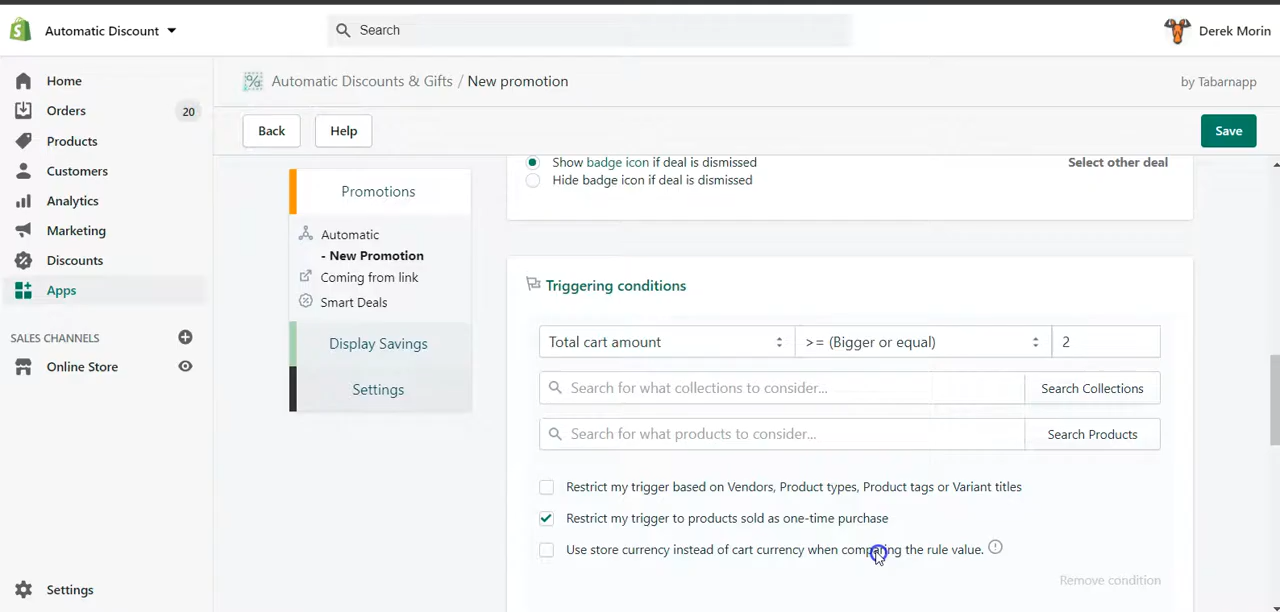 Automatic Discount
Search
Derek Morin
Home
Orders 20
Products
Customers
Analytics
Marketing
Discounts
Apps
SALES CHANNELS
Online Store
Settings
Automatic Discounts & Gifts / New promotion
by Tabarnapp
Back
Help
Save
Promotions
Automatic
- New Promotion
Coming from link
Smart Deals
Display Savings
Settings
Show badge icon if deal is dismissed
Select other deal
Hide badge icon if deal is dismissed
Triggering conditions
Total cart amount
>= (Bigger or equal)
2
Search for what collections to consider...
Search Collections
Search for what products to consider...
Search Products
Restrict my trigger based on Vendors, Product types, Product tags or Variant titles
Restrict my trigger to products sold as one-time purchase
Use store currency instead of cart currency when comparing the rule value.
Remove condition